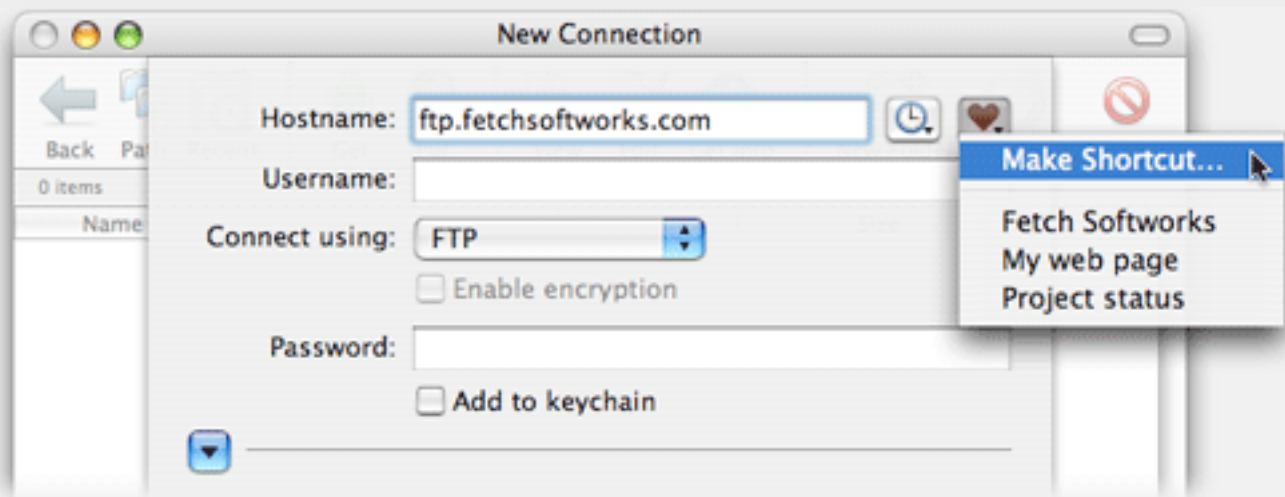 New Connection
Hostname: ftp.fetchsoftworks.com
Back
Make Shortcut...
0 items
Username:
Name
Fetch Softworks
Connect using: FTP
My web page
Enable encryption
Project status
Password:
Add to keychain